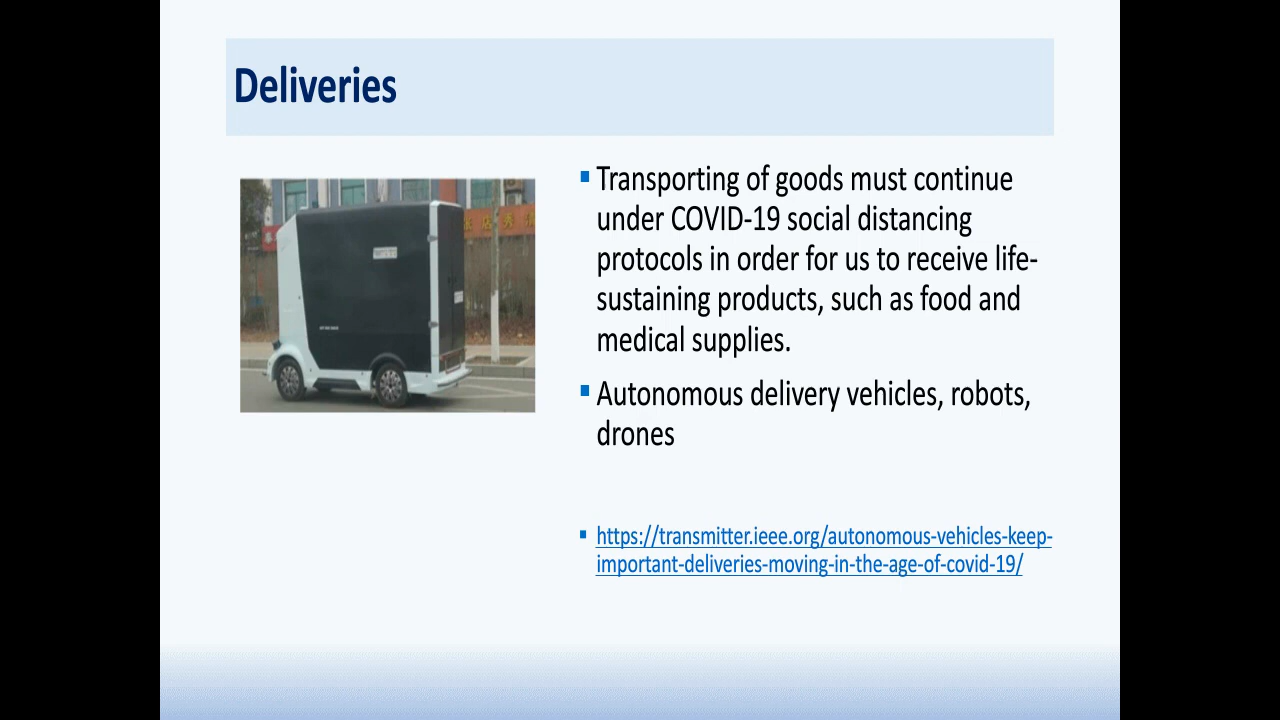 Deliveries
Transporting of goods must continue
under COVID-19 social distancing
protocols in order for us to receive life-
sustaining products, such as food and
medical supplies.
Autonomous delivery vehicles, robots,
drones
https://transmitter.ieee.org/autonomous-vehicles-keep-
important-deliveries-moving-in-the-age-of-covid-19/